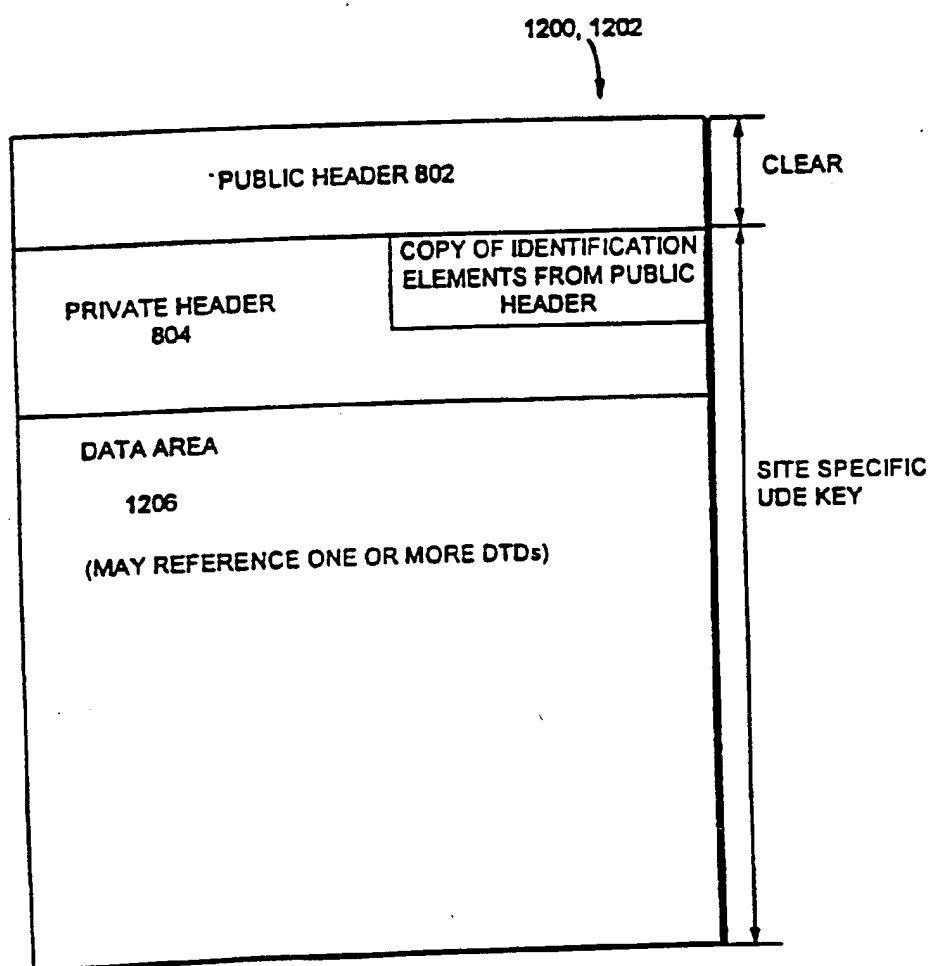 1200, 1202
PUBLIC HEADER 802
CLEAR
COPY OF IDENTIFICATION
ELEMENTS FROM PUBLIC
HEADER
PRIVATE HEADER
804
DATA AREA
1206
(MAY REFERENCE ONE OR MORE DTDs)
SITE SPECIFIC
UDE KEY